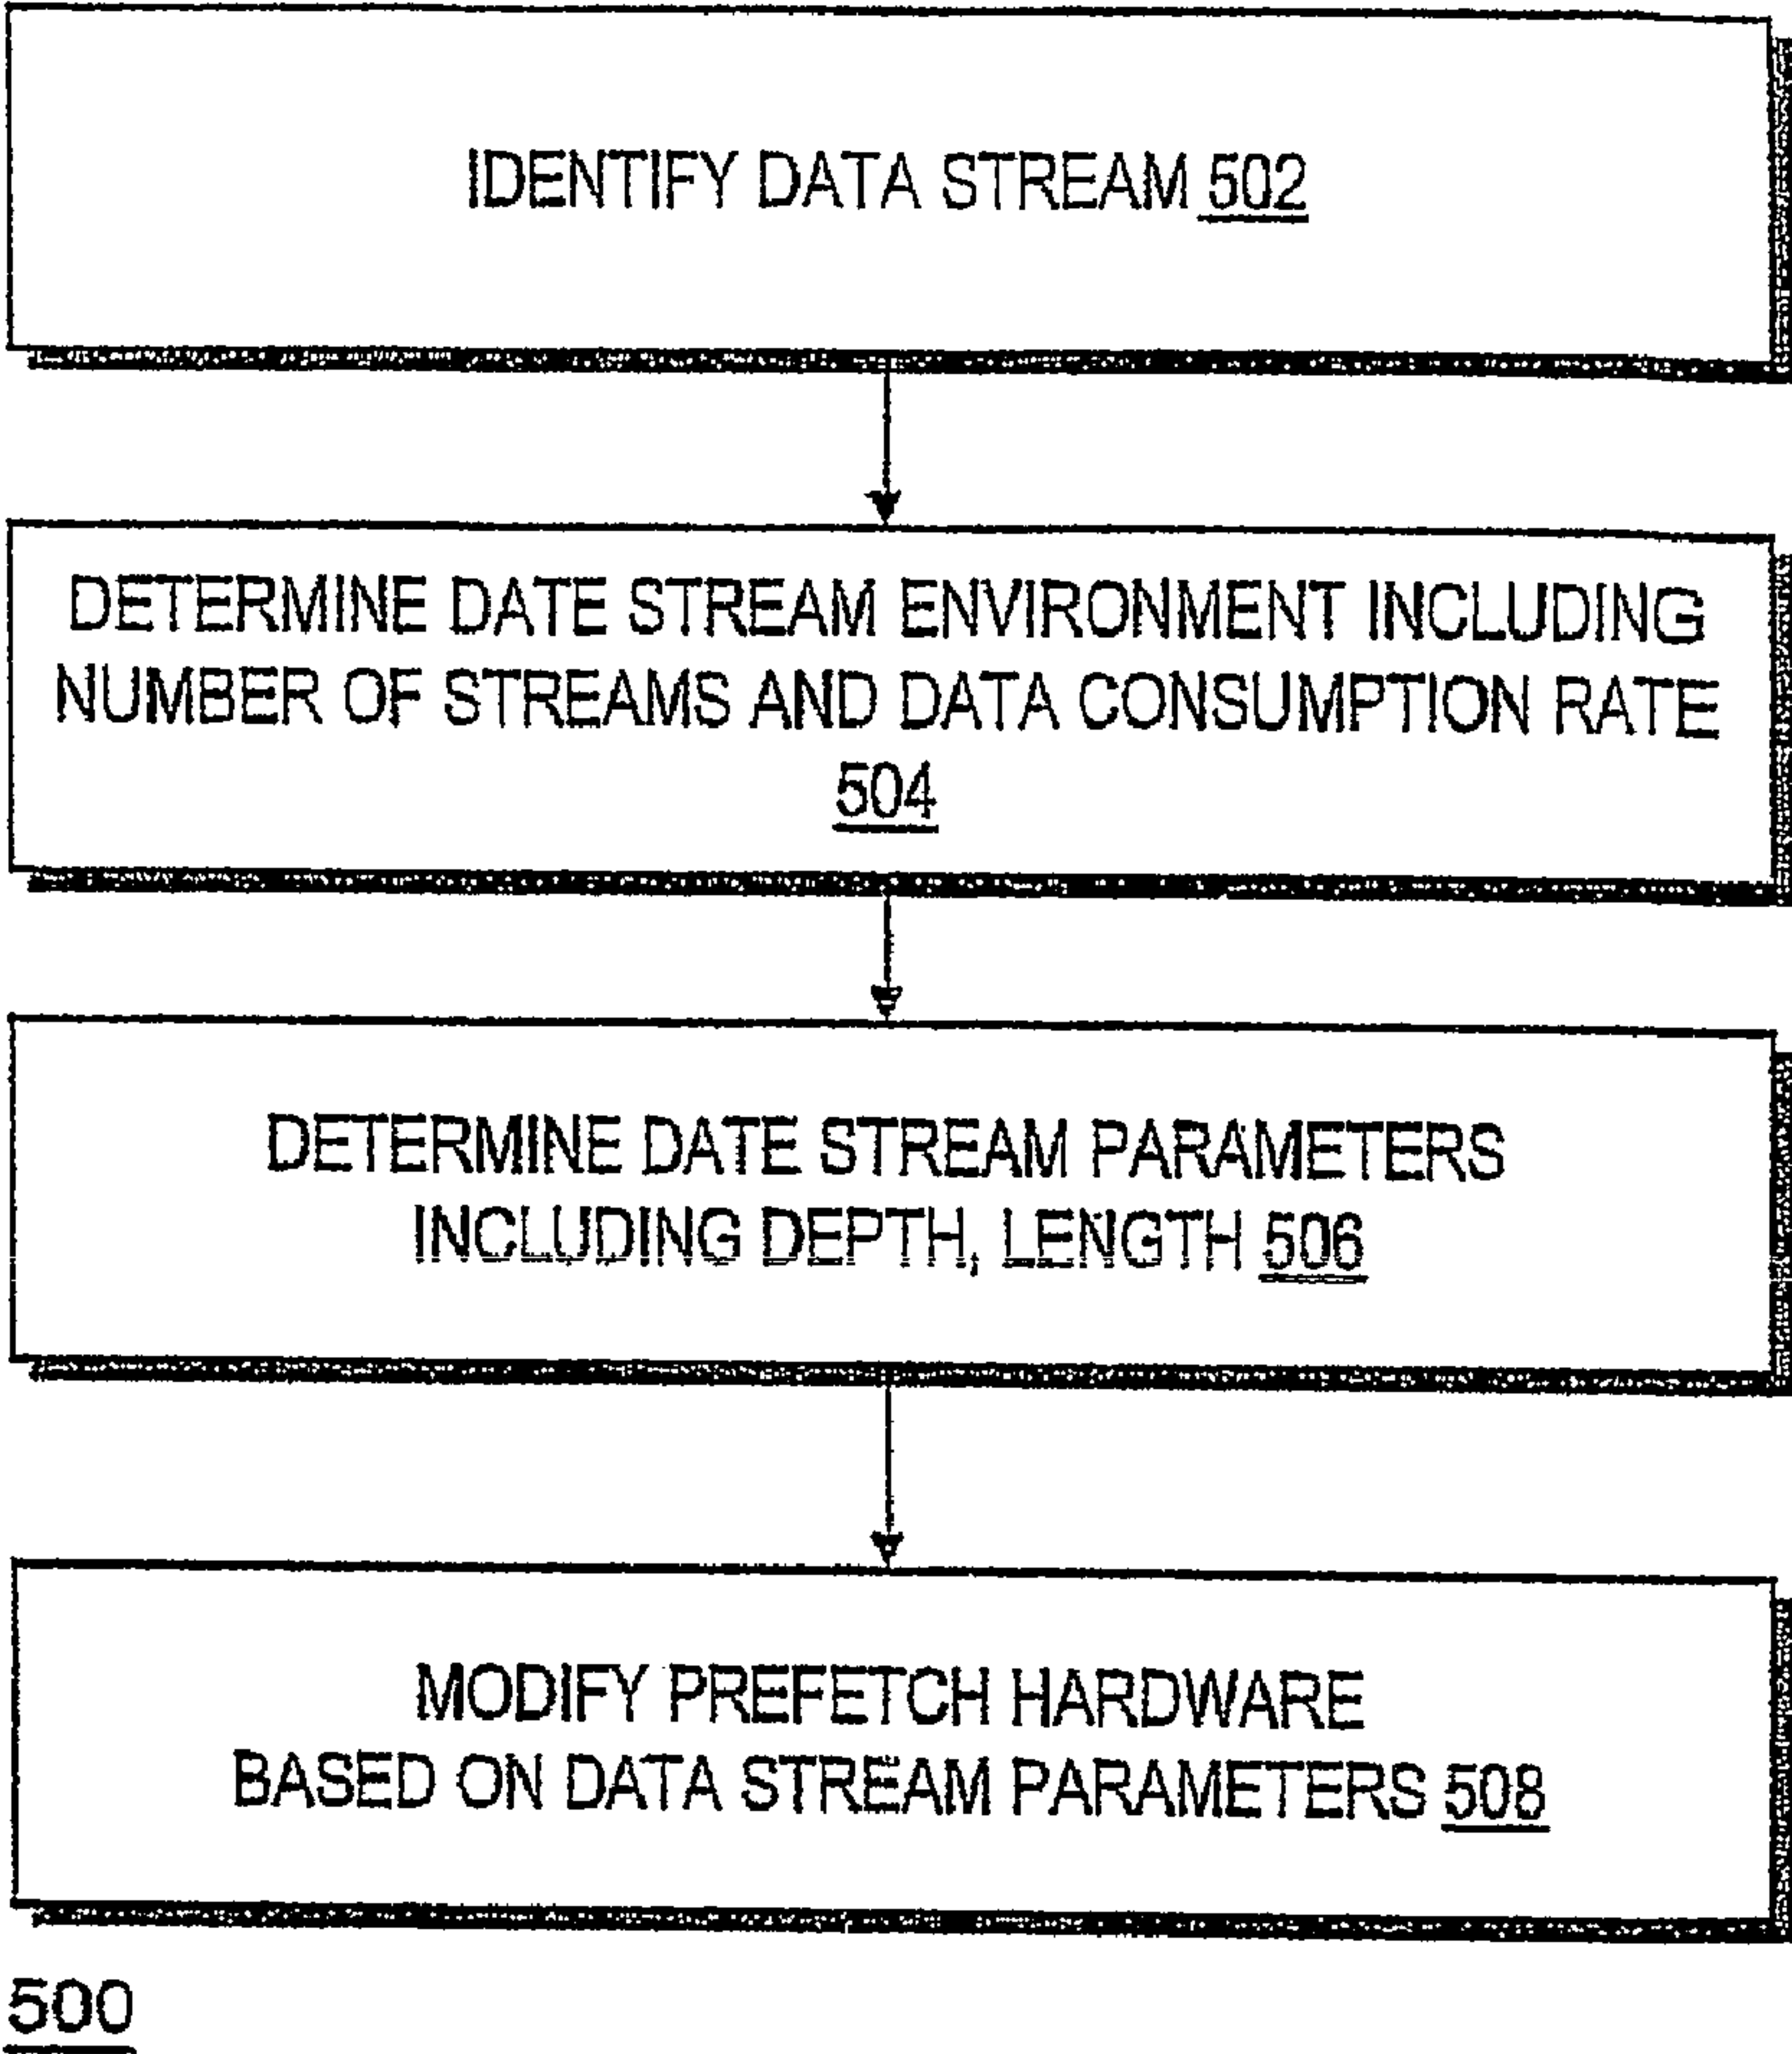 IDENTIFY DATA STREAM 502
DETERMINE DATE STREAM ENVIRONMENT INCLUDING
NUMBER OF STREAMS AND DATA CONSUMPTION RATE
504
DETERMINE DATE STREAM PARAMETERS
INCLUDING DEPTH, LENGTH 506
MODIFY PREFETCH HARDWARE
BASED ON DATA STREAM PARAMETERS 508
500